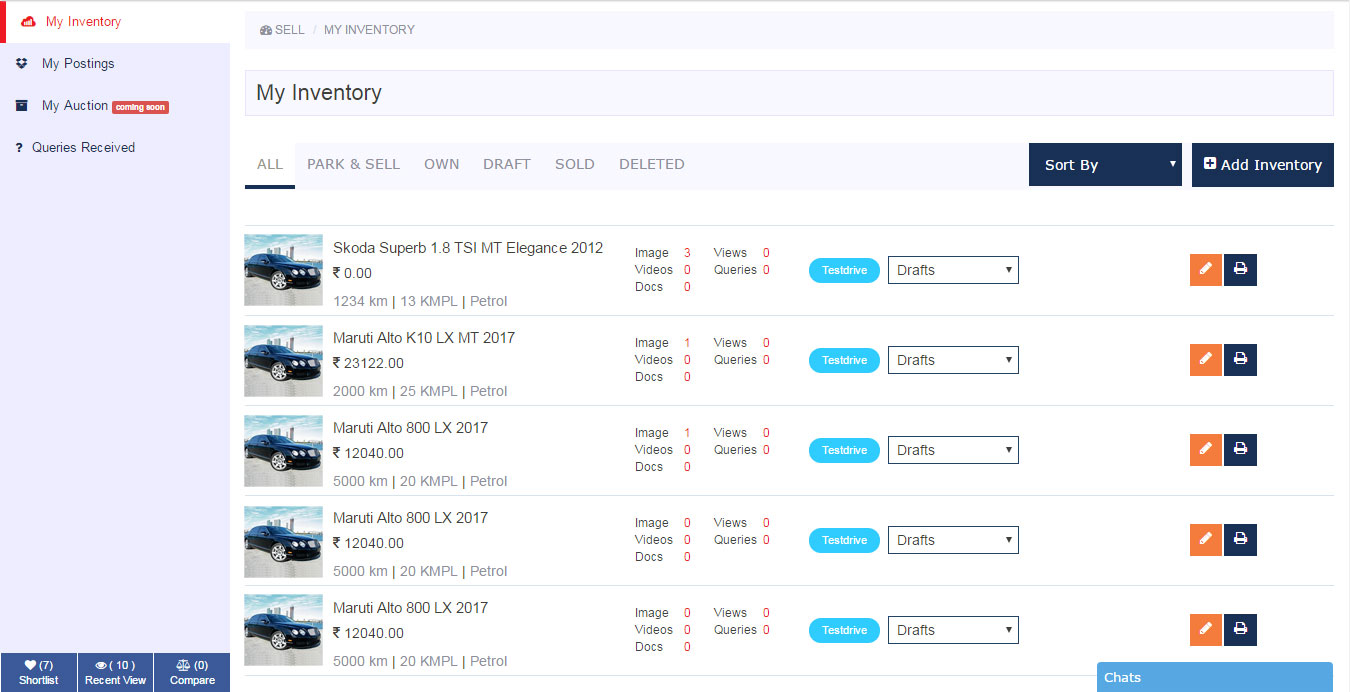 My Inventory
My Postings
My Auction coming soon
? Queries Received
SELL / MY INVENTORY
My Inventory
ALL PARK & SELL OWN DRAFT SOLD DELETED
Sort By
Add Inventory
Skoda Superb 1.8 TSI MT Elegance 2012
₹ 0.00
1234 km | 13 KMPL | Petrol
Image 3 Views 0
Videos 0 Queries 0
Docs 0
Testdrive
Drafts
Maruti Alto K10 LX MT 2017
₹ 23122.00
2000 km | 25 KMPL | Petrol
Image 1 Views 0
Videos 0 Queries 0
Docs 0
Testdrive
Drafts
Maruti Alto 800 LX 2017
₹ 12040.00
5000 km | 20 KMPL | Petrol
Image 1 Views 0
Videos 0 Queries 0
Docs 0
Testdrive
Drafts
Maruti Alto 800 LX 2017
₹ 12040.00
5000 km | 20 KMPL | Petrol
Image 0 Views 0
Videos 0 Queries 0
Docs 0
Testdrive
Drafts
Maruti Alto 800 LX 2017
₹ 12040.00
5000 km | 20 KMPL | Petrol
Image 0 Views 0
Videos 0 Queries 0
Docs 0
Testdrive
Drafts
(7)
Shortlist
( 10 )
Recent View
(0)
Compare
Chats